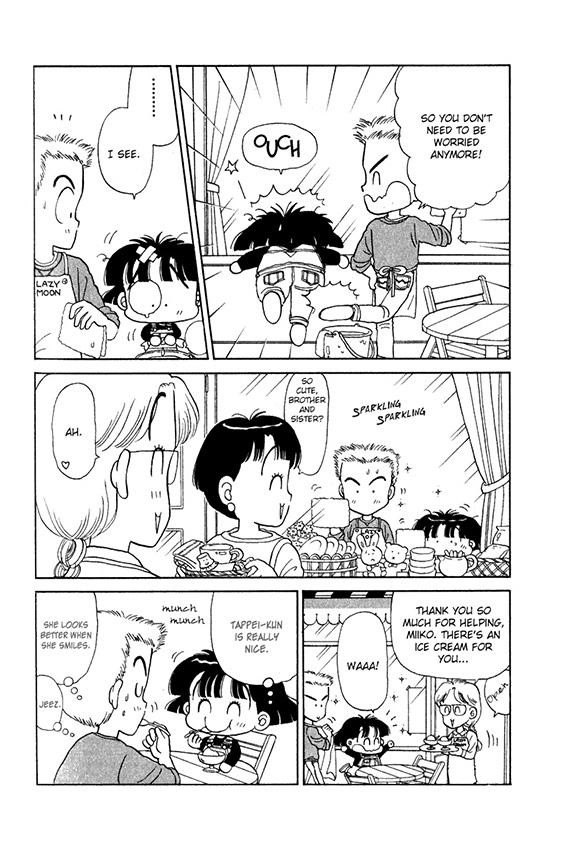 SO YOU DON'T
NEED TO BE
WORRIED
ANYMORE!
OUCH
.........
I SEE.
LAZY
MOON
SPARKLING
SPARKLING
SO
CUTE,
BROTHER
AND
SISTER?
AH.
THANK YOU SO
MUCH FOR HELPING,
MIIKO. THERE'S AN
ICE CREAM FOR
YOU...
Open
WAAA!
TAPPEI-KUN
IS REALLY
NICE.
munch
munch
SHE LOOKS
BETTER WHEN
SHE SMILES.
JEEZ.